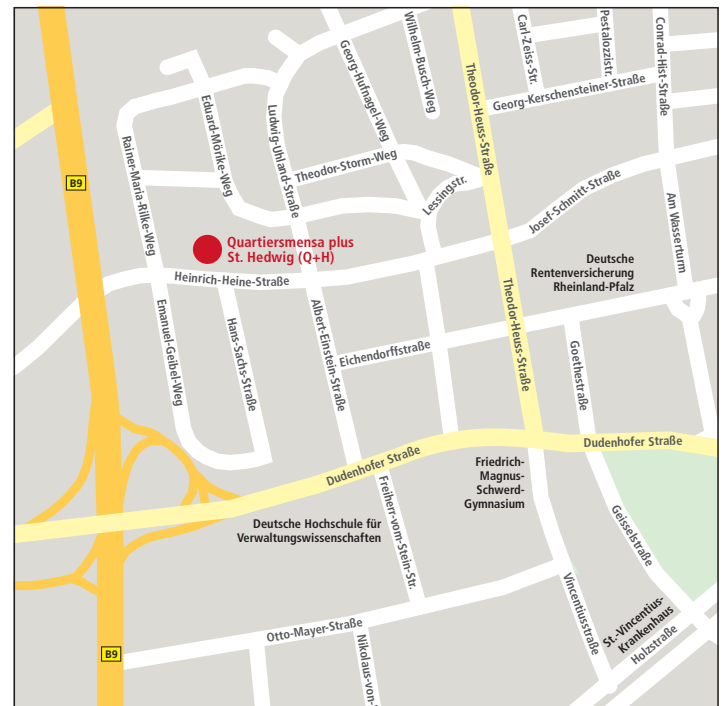 Pestalozzistr.
Carl-Zeiss-Str.
Conrad-Hist-Straße
Wilhelm-Busch-Weg
Georg-Hufnagel-Weg
Theodor-Heuss-Straße
Georg-Kerschensteiner-Straße
Eduard-Mörike-Weg
Ludwig-Uhland-Straße
Rainer-Maria-Rilke-Weg
Theodor-Storm-Weg
B9
Lessingstr.
Josef-Schmitt-Straße
Am Wasserturm
Quartiersmensa plus
St. Hedwig (Q+H)
Deutsche
Rentenversicherung
Rheinland-Pfalz
Heinrich-Heine-Straße
Theodor-Heuss-Straße
Emanuel-Geibel-Weg
Hans-Sachs-Straße
Albert-Einstein-Straße
Eichendorffstraße
Goethestraße
Dudenhofer Straße
Dudenhofer Straße
Friedrich-
Magnus-
Schwerd-
Gymnasium
Freiherr-vom-Stein-Str.
Deutsche Hochschule für
Verwaltungswissenschaften
Geisselstraße
Vincentiusstraße
St.-Vincentius-
Krankenhaus
Holzstraße
Otto-Mayer-Straße
Nikolaus-von-
B9